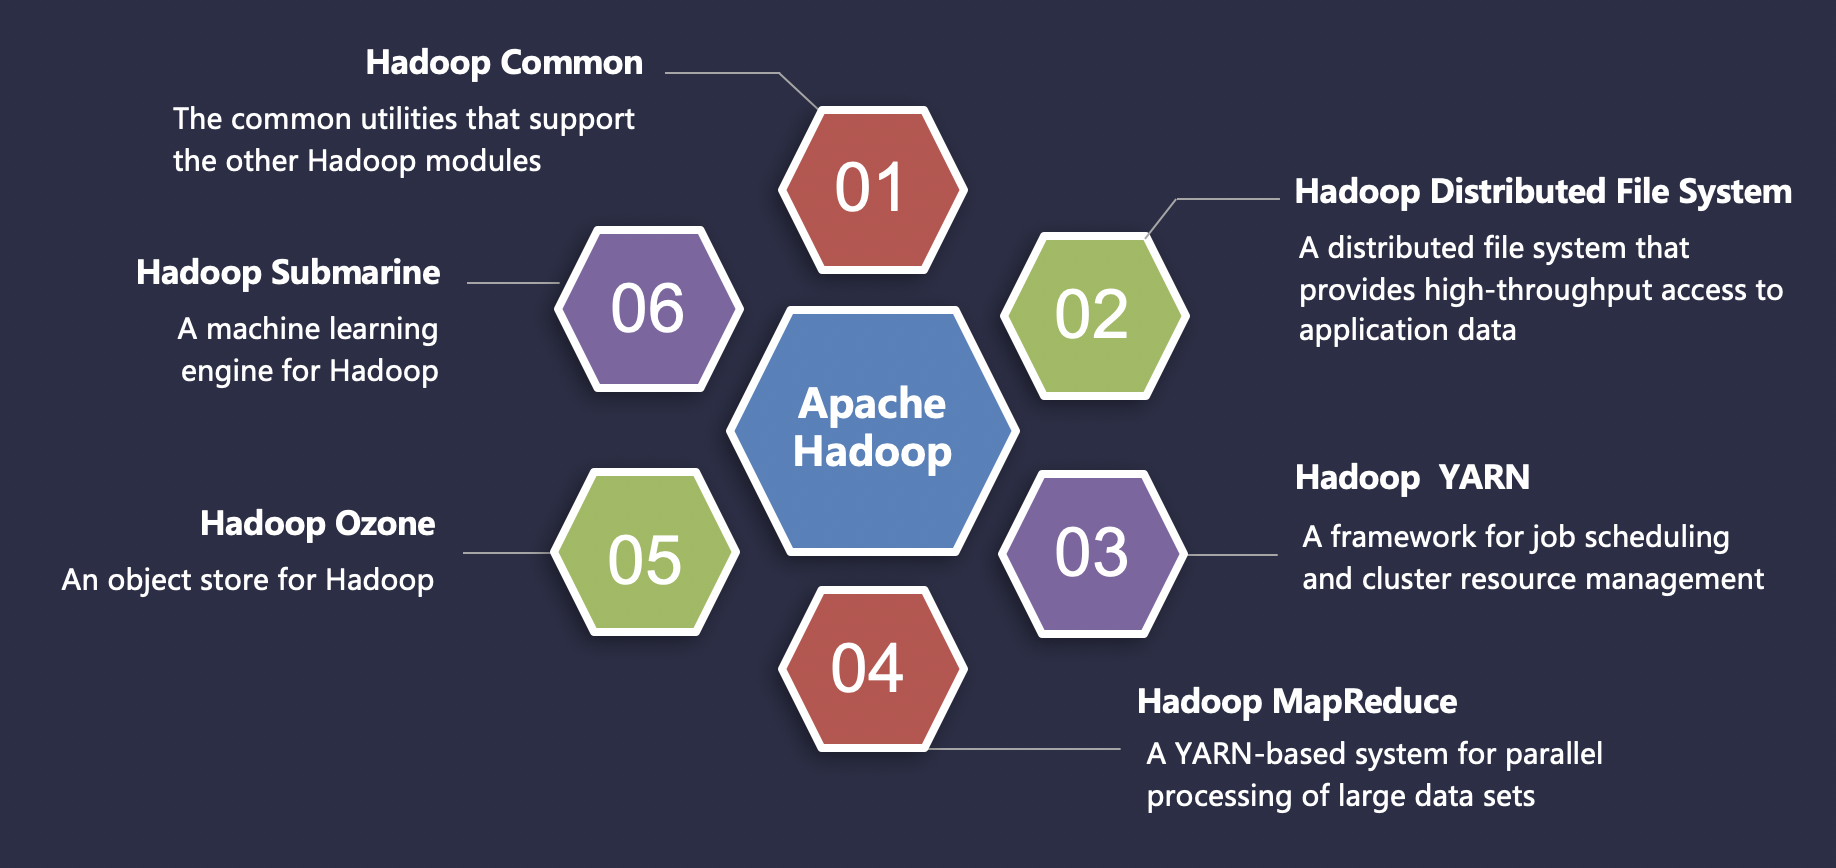 Hadoop Common
The common utilities that support
the other Hadoop modules
01
Hadoop Distributed File System
A distributed file system that
provides high-throughput access to
application data
02
Hadoop Submarine
A machine learning
engine for Hadoop
06
Apache
Hadoop
Hadoop YARN
A framework for job scheduling
and cluster resource management
03
Hadoop Ozone
An object store for Hadoop
05
04
Hadoop MapReduce
A YARN-based system for parallel
processing of large data sets